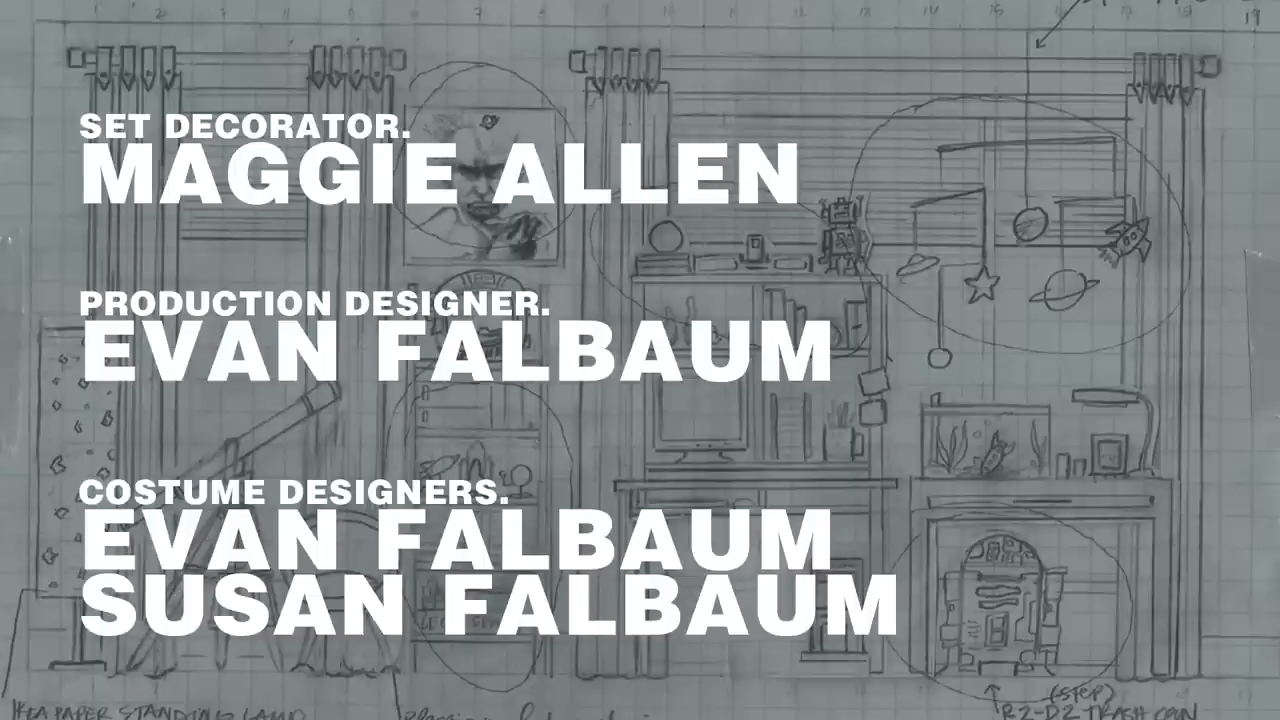 19
SET DECORATOR.
MAGGIE ALLEN
PRODUCTION DESIGNER.
EVAN FALBAUM
COSTUME DESIGNERS.
EVAN FALBAUM
SUSAN FALBAUM
IKEA PAPER STANDING LAMP
(STEP)
R2-D2 TRASH CAN